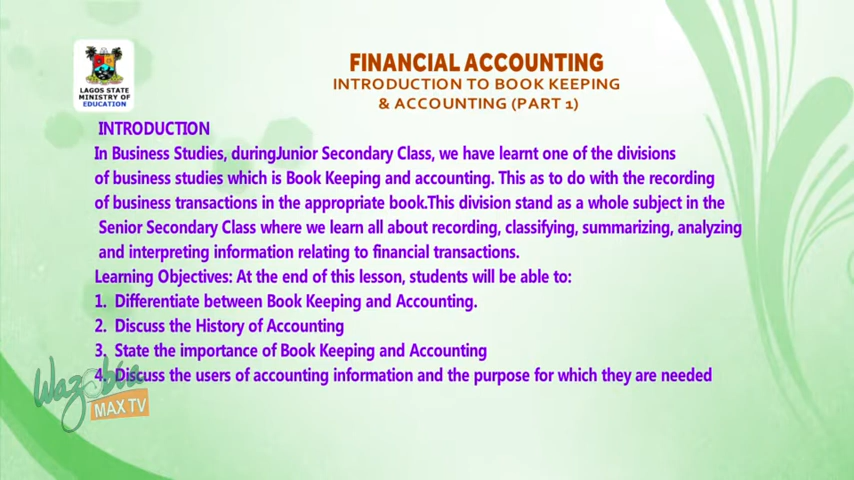 LAGOS STATE
MINISTRY OF
EDUCATION
FINANCIAL ACCOUNTING
INTRODUCTION TO BOOK KEEPING
& ACCOUNTING (PART 1)
INTRODUCTION
In Business Studies, duringJunior Secondary Class, we have learnt one of the divisions
of business studies which is Book Keeping and accounting. This as to do with the recording
of business transactions in the appropriate book.This division stand as a whole subject in the
Senior Secondary Class where we learn all about recording, classifying, summarizing, analyzing
and interpreting information relating to financial transactions.
Learning Objectives: At the end of this lesson, students will be able to:
1. Differentiate between Book Keeping and Accounting.
2. Discuss the History of Accounting
3. State the importance of Book Keeping and Accounting
4. Discuss the users of accounting information and the purpose for which they are needed
Wazobia
MAX TV